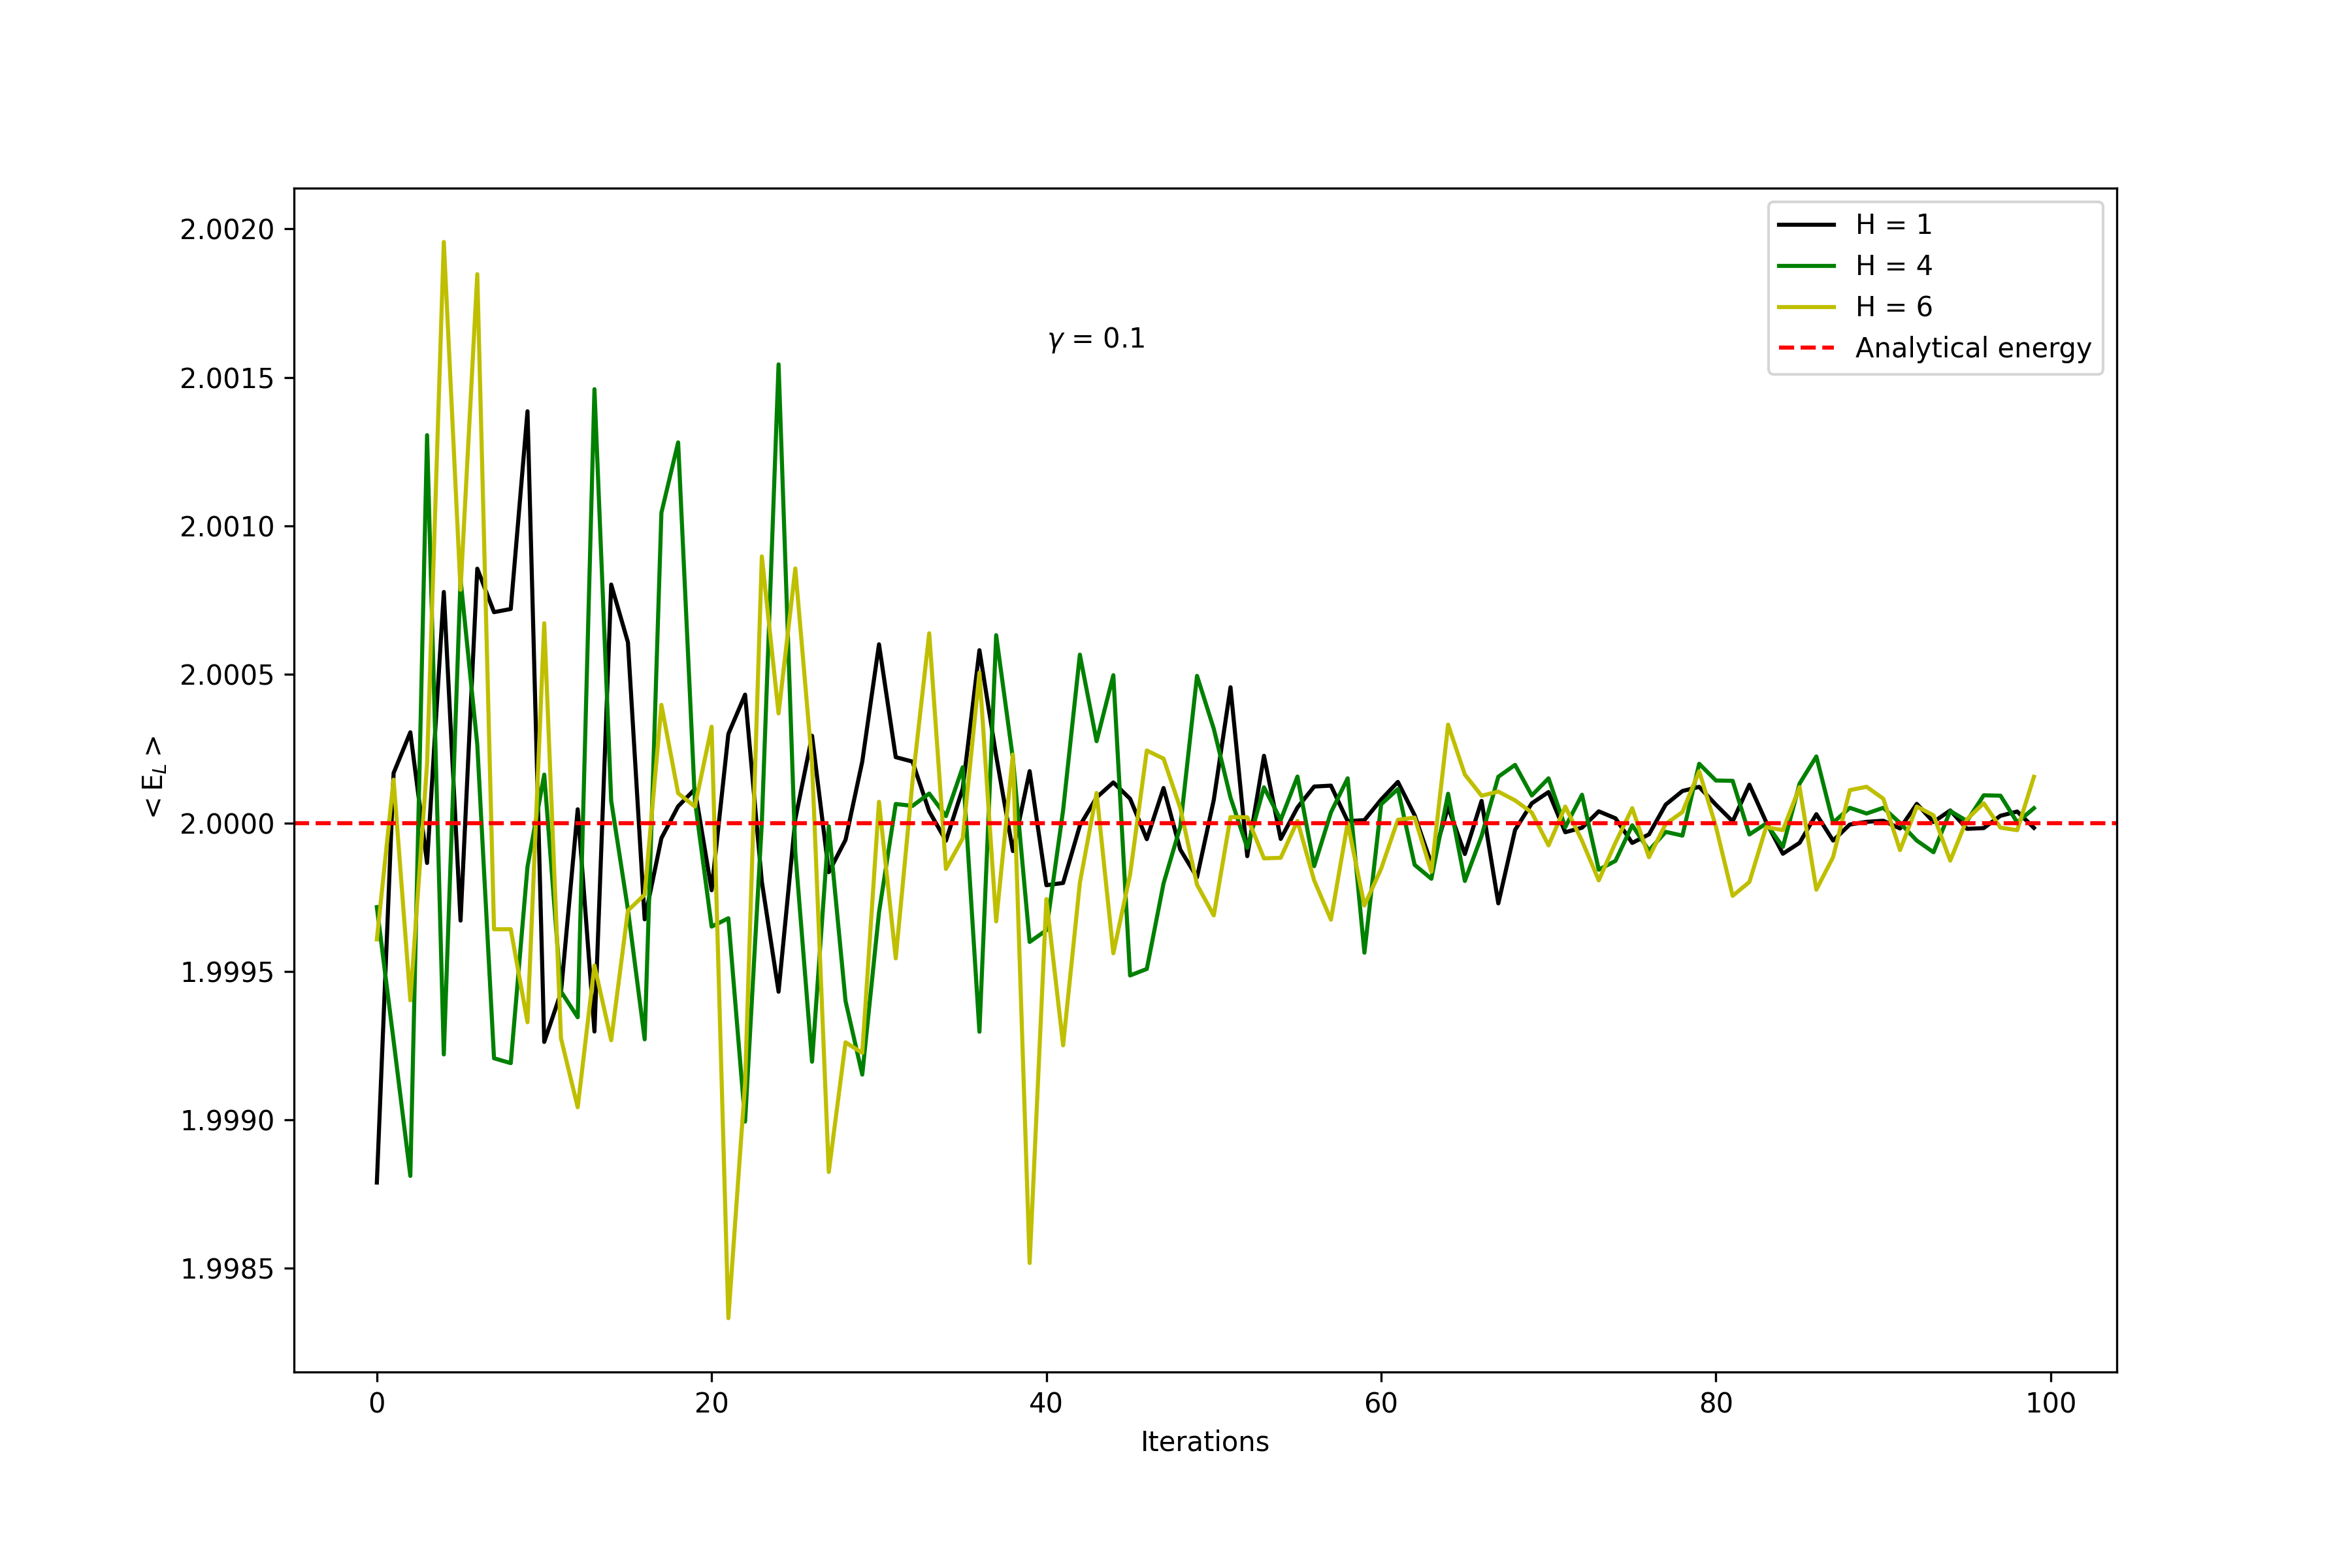 2.0020
2.0015
2.0010
2.0005
2.0000
1.9995
1.9990
1.9985
< E_L >
γ = 0.1
H = 1
H = 4
H = 6
Analytical energy
0 20 40 60 80 100
Iterations